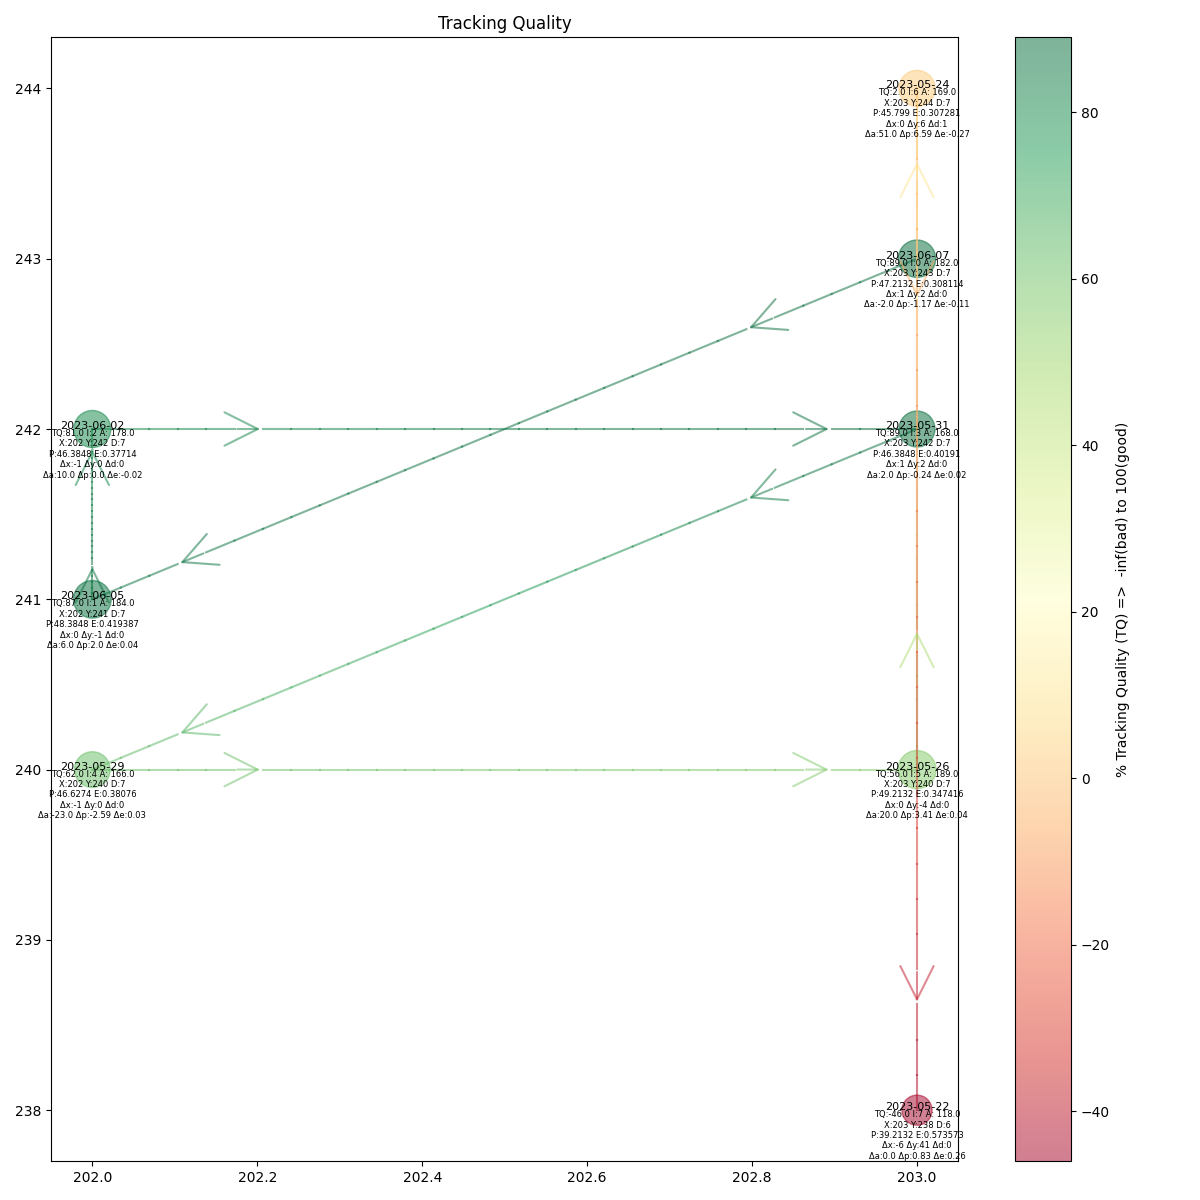 Tracking Quality
244
243
242
241
240
239
238
202.0
202.2
202.4
202.6
202.8
203.0
2023-05-24
TQ:2.0 I:6 A: 169.0
X:203 Y:244 D:7
P:45.799 E:0.307281
Δx:0 Δy:6 Δd:1
Δa:51.0 Δp:6.59 Δe:-0.27
2023-06-07
TQ:89.0 I:0 A: 182.0
X:203 Y:243 D:7
P:47.2132 E:0.308114
Δx:1 Δy:2 Δd:0
Δa:-2.0 Δp:-1.17 Δe:-0.11
2023-06-02
TQ:81.0 I:2 A: 178.0
X:202 Y:242 D:7
P:46.3848 E:0.37714
Δx:-1 Δy:0 Δd:0
Δa:10.0 Δp:0.0 Δe:-0.02
2023-05-31
TQ:89.0 I:3 A: 168.0
X:203 Y:242 D:7
P:46.3848 E:0.40191
Δx:1 Δy:2 Δd:0
Δa:2.0 Δp:-0.24 Δe:0.02
2023-06-05
TQ:87.0 I:1 A: 184.0
X:202 Y:241 D:7
P:48.3848 E:0.419387
Δx:0 Δy:-1 Δd:0
Δa:6.0 Δp:2.0 Δe:0.04
2023-05-29
TQ:62.0 I:4 A: 166.0
X:202 Y:240 D:7
P:46.6274 E:0.38076
Δx:-1 Δy:0 Δd:0
Δa:-23.0 Δp:-2.59 Δe:0.03
2023-05-26
TQ:56.0 I:5 A: 189.0
X:203 Y:240 D:7
P:49.2132 E:0.347416
Δx:0 Δy:-4 Δd:0
Δa:20.0 Δp:3.41 Δe:0.04
2023-05-22
TQ:-46.0 I:7 A: 118.0
X:203 Y:238 D:6
P:39.2132 E:0.573573
Δx:-6 Δy:41 Δd:0
Δa:0.0 Δp:0.83 Δe:0.26
80
60
40
20
0
−20
−40
% Tracking Quality (TQ) => -inf(bad) to 100(good)